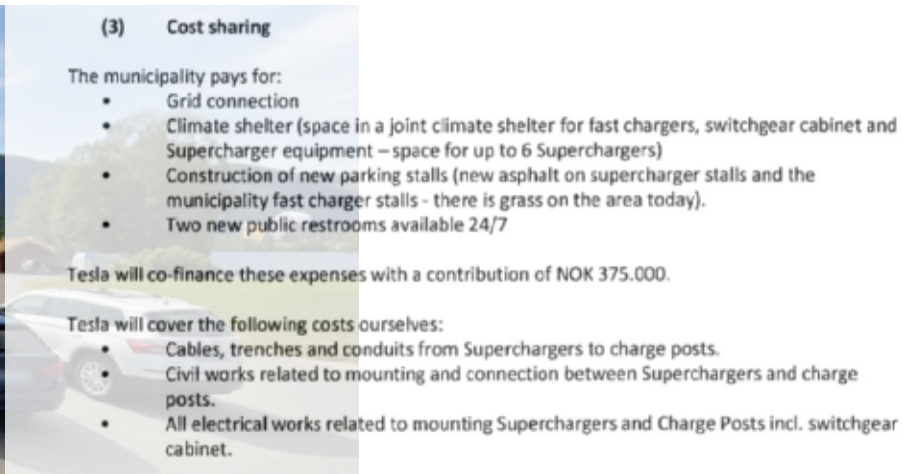 (3) Cost sharing
The municipality pays for:
• Grid connection
• Climate shelter (space in a joint climate shelter for fast chargers, switchgear cabinet and
Supercharger equipment – space for up to 6 Superchargers)
• Construction of new parking stalls (new asphalt on supercharger stalls and the
municipality fast charger stalls - there is grass on the area today).
• Two new public restrooms available 24/7
Tesla will co-finance these expenses with a contribution of NOK 375.000.
Tesla will cover the following costs ourselves:
• Cables, trenches and conduits from Superchargers to charge posts.
• Civil works related to mounting and connection between Superchargers and charge
posts.
• All electrical works related to mounting Superchargers and Charge Posts incl. switchgear
cabinet.